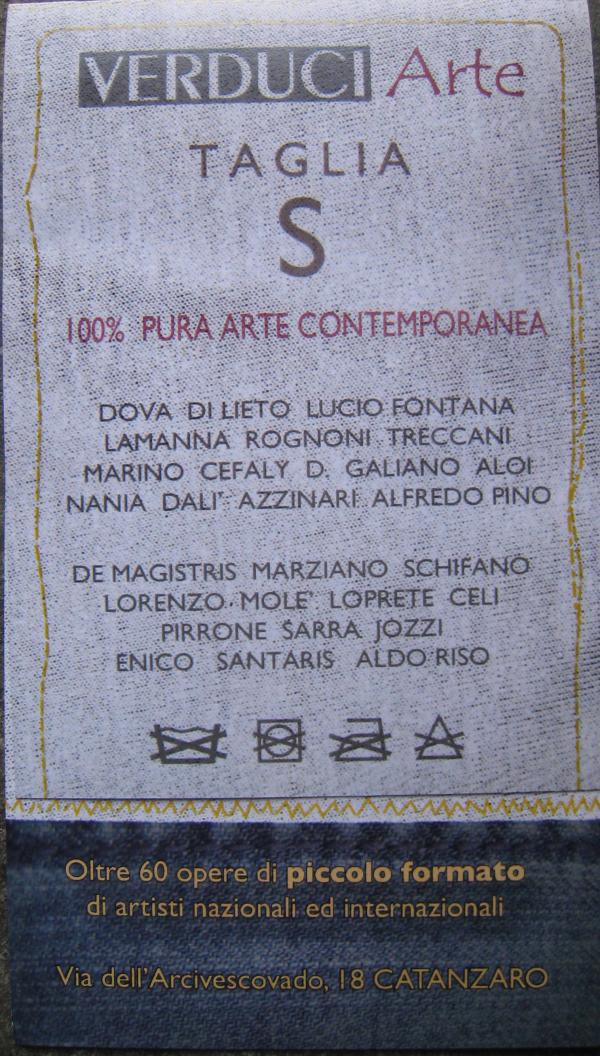 VERDUCI Arte
TAGLIA
S
100% PURA ARTE CONTEMPORANEA
DOVA DI LIETO LUCIO FONTANA
LAMANNA ROGNONI TRECCANI
MARINO CEFALY D. GALIANO ALOI
NANIA DALI' AZZINARI ALFREDO PINO
DE MAGISTRIS MARZIANO SCHIFANO
LORENZO MOLE' LOPRETE CELI
PIRRONE SARRA JOZZI
ENICO SANTARIS ALDO RISO
Oltre 60 opere di piccolo formato
di artisti nazionali ed internazionali
Via dell'Arcivescovado, 18 CATANZARO